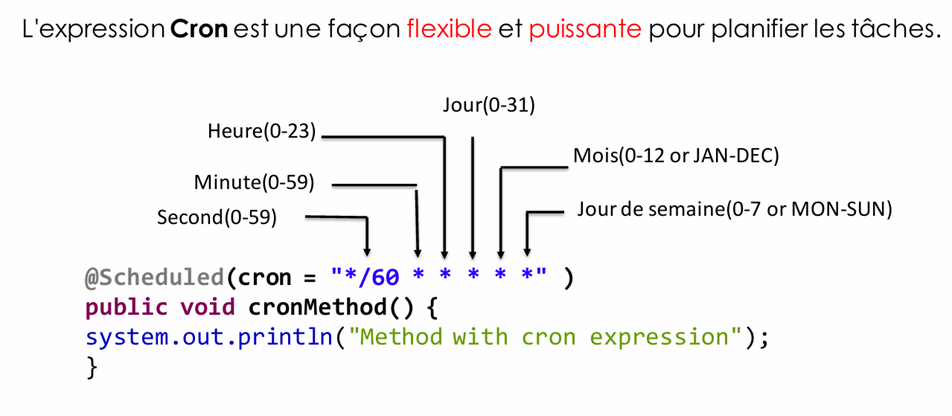 L'expression Cron est une façon flexible et puissante pour planifier les tâches.
Jour(0-31)
Heure(0-23)
Mois(0-12 or JAN-DEC)
Minute(0-59)
Jour de semaine(0-7 or MON-SUN)
Second(0-59)
@Scheduled(cron = "*/60 * * * * *" )
public void cronMethod() {
system.out.println("Method with cron expression");
}